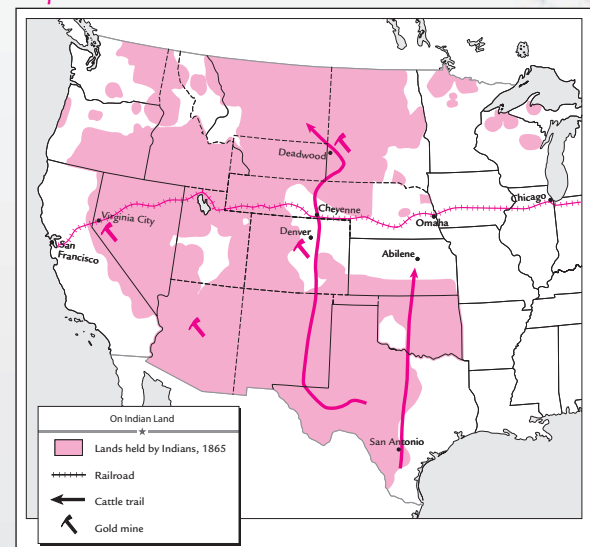 Deadwood
Cheyenne
Chicago
Virginia City
Omaha
Denver
San
Francisco
Abilene
San Antonio
On Indian Land
Lands held by Indians, 1865
Railroad
Cattle trail
Gold mine